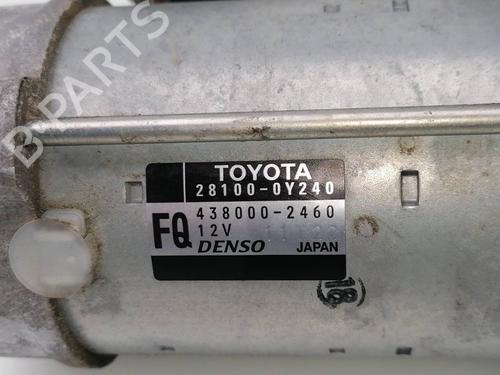 B-PARTS
TOYOTA
28100-0Y240
FQ
438000-2460
12V
DENSO
JAPAN